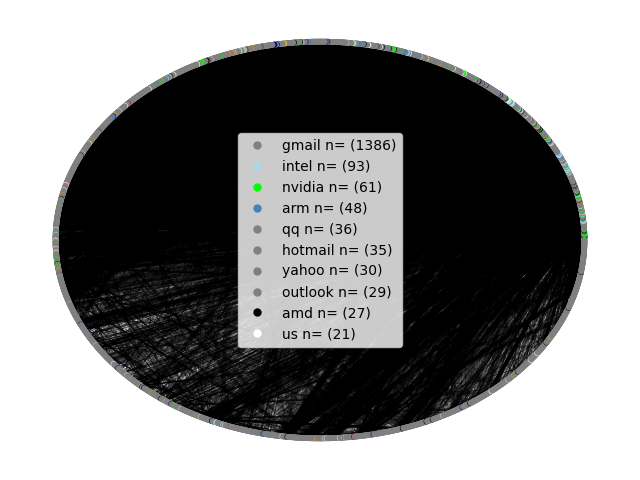 gmail n= (1386)
intel n= (93)
nvidia n= (61)
arm n= (48)
qq n= (36)
hotmail n= (35)
yahoo n= (30)
outlook n= (29)
amd n= (27)
us n= (21)